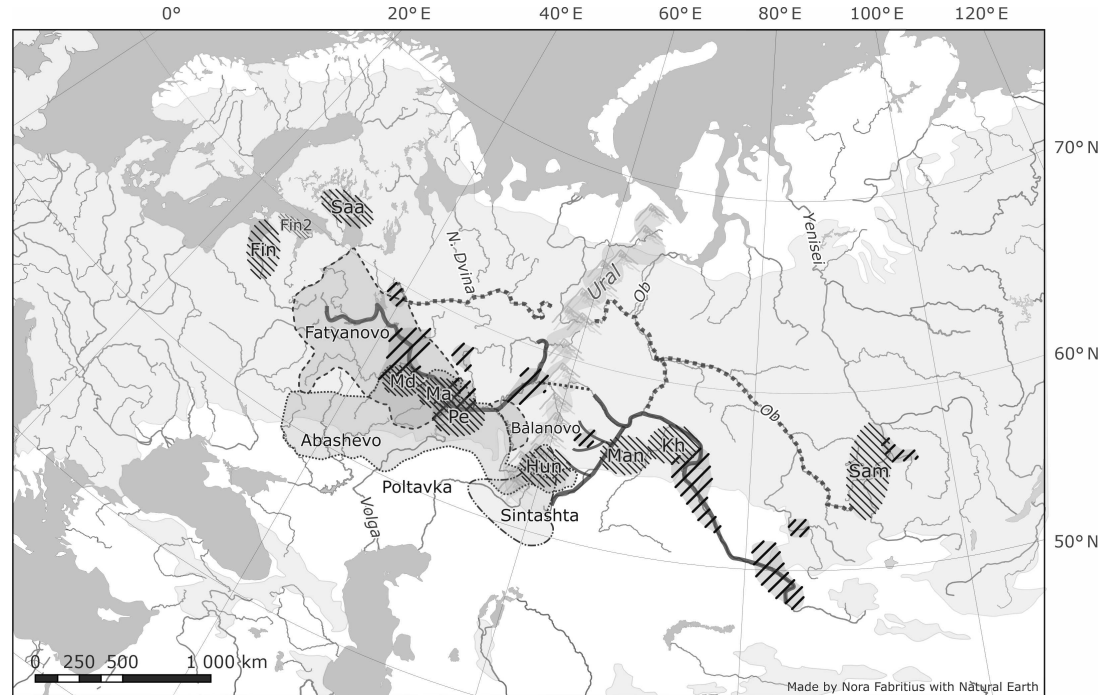 0°
20° E
40° E
60° E
80° E
100° E
120° E
70° N
60° N
50° N
Yenisei
Saa
Fin2
Fin
N. Dvina
Ural
Ob
Fatyanovo
Md
Ma
Pe
Ob
Balanovo
Abashevo
Man
Kh
Hun
Sam
Poltavka
Sintashta
Volga
0 250 500 1 000 km
Made by Nora Fabritius with Natural Earth